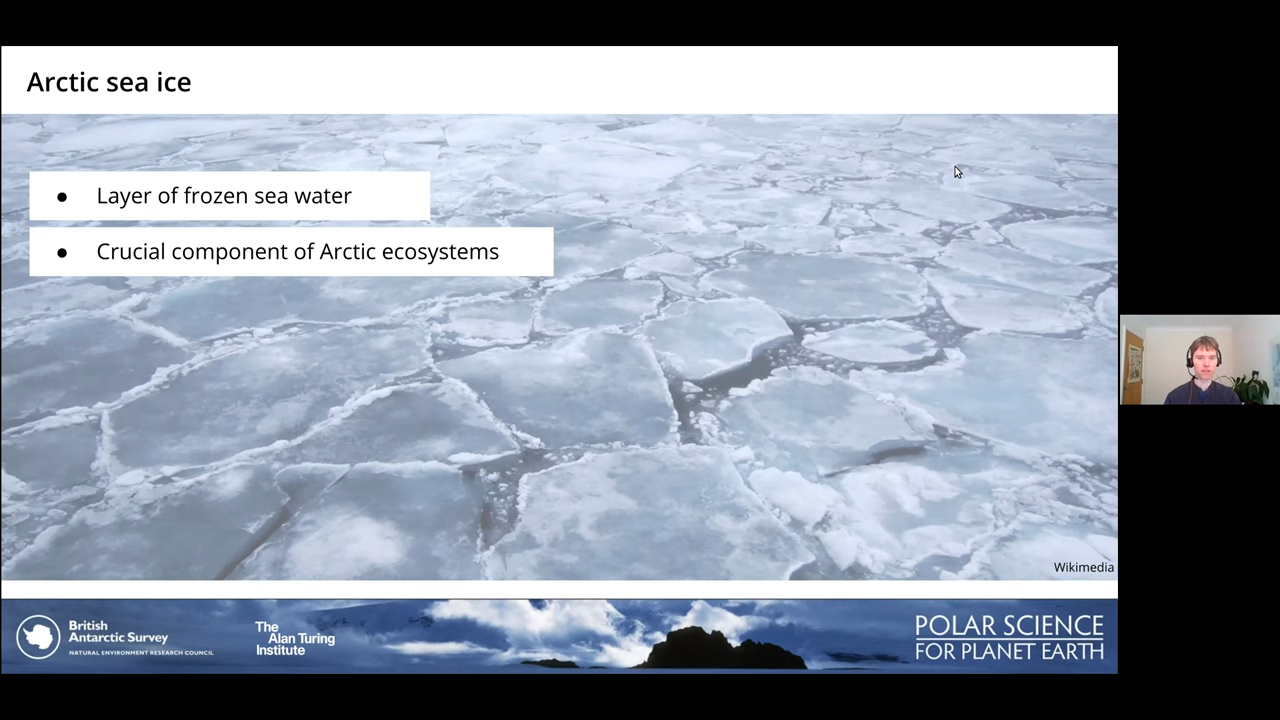 Arctic sea ice
● Layer of frozen sea water
● Crucial component of Arctic ecosystems
Wikimedia
British
Antarctic Survey
NATURAL ENVIRONMENT RESEARCH COUNCIL
The
Alan Turing
Institute
POLAR SCIENCE
FOR PLANET EARTH